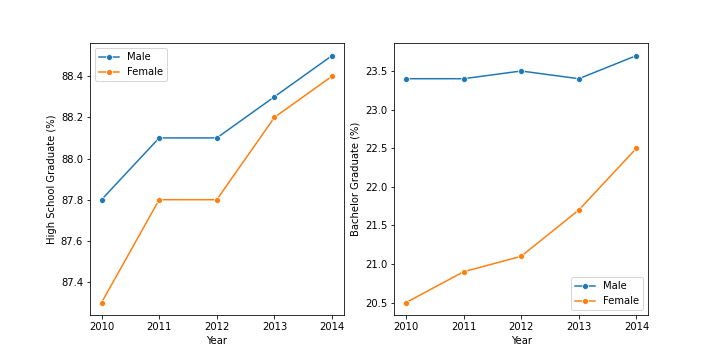 Male
Female
88.4
88.2
88.0
87.8
87.6
87.4
High School Graduate (%)
2010 2011 2012 2013 2014
Year
23.5
23.0
22.5
22.0
21.5
21.0
20.5
Bachelor Graduate (%)
Male
Female
2010 2011 2012 2013 2014
Year